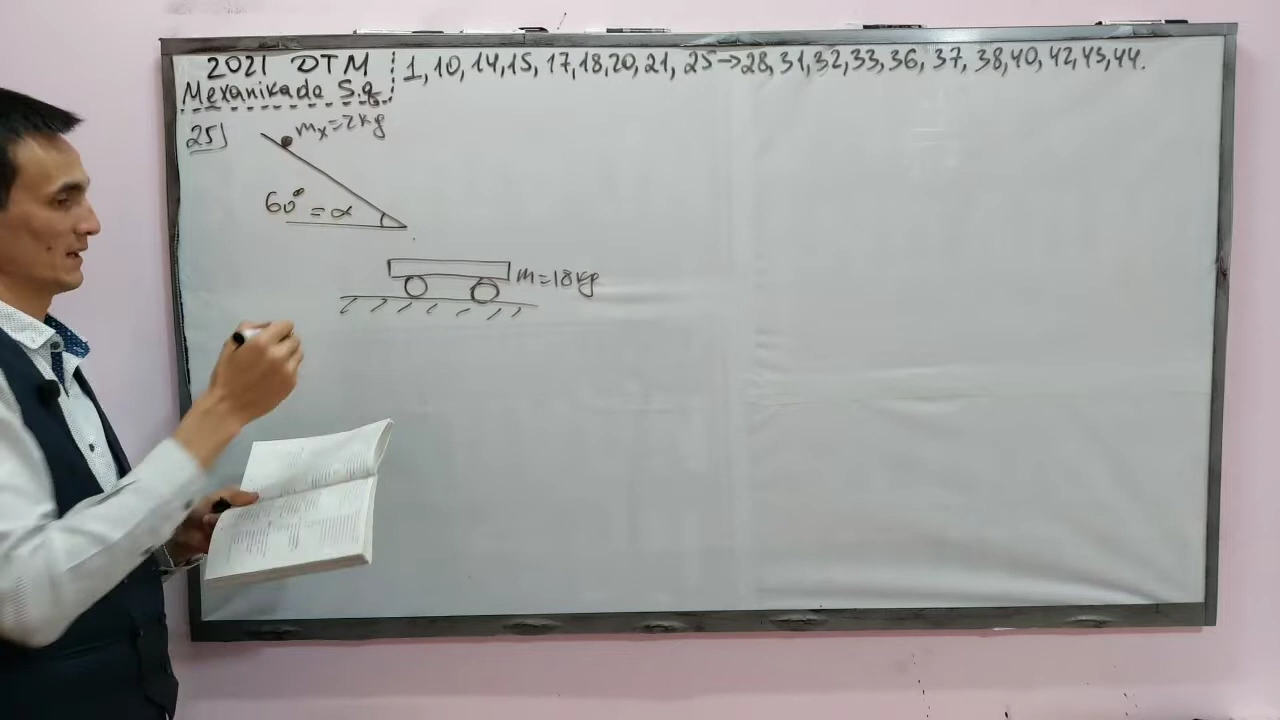 2021 DTM
Mexanikada S.q.
1, 10, 14, 15, 17, 18, 20, 21, 25→28, 31, 32, 33, 36, 37, 38, 40, 42, 43, 44.
25)
mx=2kg
60°=α
m=18kg